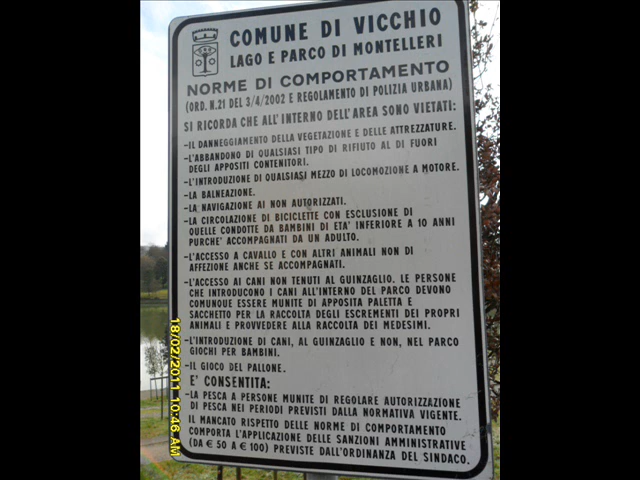 COMUNE DI VICCHIO
LAGO E PARCO DI MONTELLERI
NORME DI COMPORTAMENTO
(ORD. N.21 DEL 3/4/2002 E REGOLAMENTO DI POLIZIA URBANA)
SI RICORDA CHE ALL'INTERNO DELL'AREA SONO VIETATI:
-IL DANNEGGIAMENTO DELLA VEGETAZIONE E DELLE ATTREZZATURE.
-L'ABBANDONO DI QUALSIASI TIPO DI RIFIUTO AL DI FUORI
DEGLI APPOSITI CONTENITORI.
-L'INTRODUZIONE DI QUALSIASI MEZZO DI LOCOMOZIONE A MOTORE.
-LA BALNEAZIONE.
-LA NAVIGAZIONE AI NON AUTORIZZATI.
-LA CIRCOLAZIONE DI BICICLETTE CON ESCLUSIONE DI
QUELLE CONDOTTE DA BAMBINI DI ETA' INFERIORE A 10 ANNI
PURCHE' ACCOMPAGNATI DA UN ADULTO.
-L'ACCESSO A CAVALLO E CON ALTRI ANIMALI NON DI
AFFEZIONE ANCHE SE ACCOMPAGNATI.
-L'ACCESSO AI CANI NON TENUTI AL GUINZAGLIO. LE PERSONE
CHE INTRODUCONO I CANI ALL'INTERNO DEL PARCO DEVONO
COMUNQUE ESSERE MUNITE DI APPOSITA PALETTA E
SACCHETTO PER LA RACCOLTA DEGLI ESCREMENTI DEI PROPRI
ANIMALI E PROVVEDERE ALLA RACCOLTA DEI MEDESIMI.
-L'INTRODUZIONE DI CANI, AL GUINZAGLIO E NON, NEL PARCO
GIOCHI PER BAMBINI.
-IL GIOCO DEL PALLONE.
E' CONSENTITA:
-LA PESCA A PERSONE MUNITE DI REGOLARE AUTORIZZAZIONE
DI PESCA NEI PERIODI PREVISTI DALLA NORMATIVA VIGENTE.
IL MANCATO RISPETTO DELLE NORME DI COMPORTAMENTO
COMPORTA L'APPLICAZIONE DELLE SANZIONI AMMINISTRATIVE
(DA € 50 A € 100) PREVISTE DALL'ORDINANZA DEL SINDACO.
18/02/2011 10:46 AM